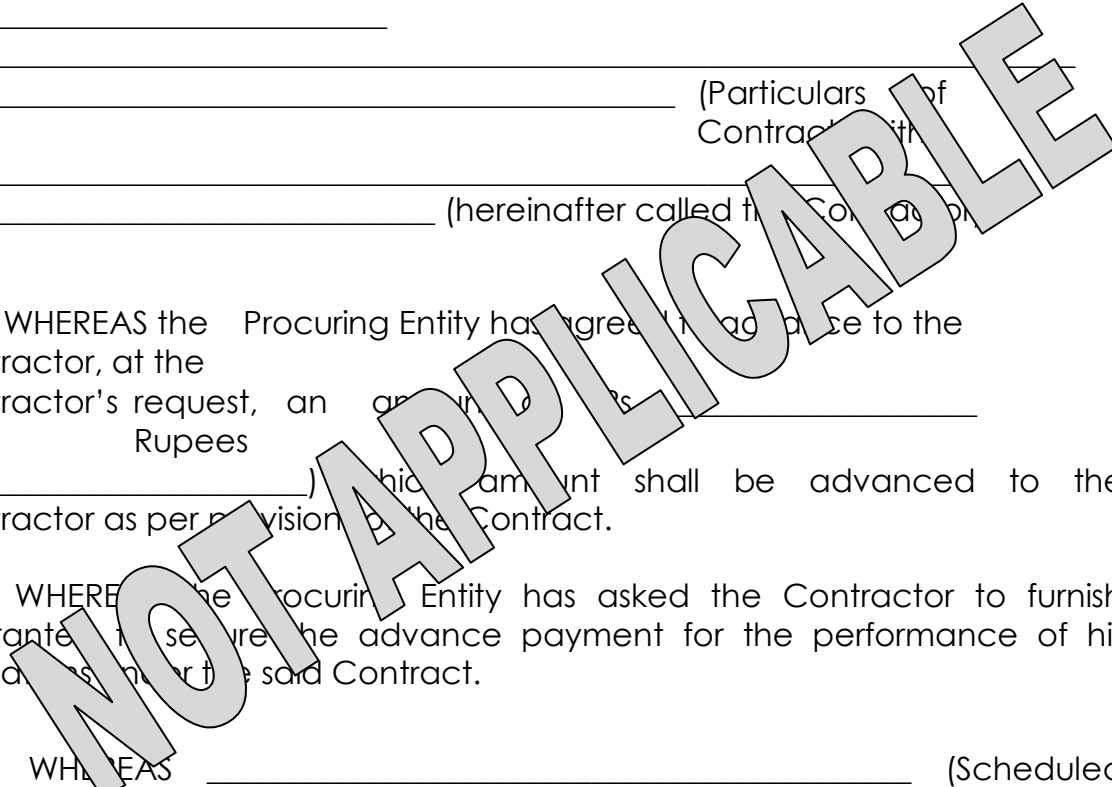 (Particulars of
Contract with
(hereinafter called the Contractor)
WHEREAS the Procuring Entity has agreed to advance to the
ractor, at the
ractor's request, an amount of Rs
Rupees
) which amount shall be advanced to the
ractor as per provision of the Contract.
WHEREAS the Procuring Entity has asked the Contractor to furnish
rantee to secure the advance payment for the performance of hi
said Contract.
WHEREAS (Scheduled
NOT APPLICABLE